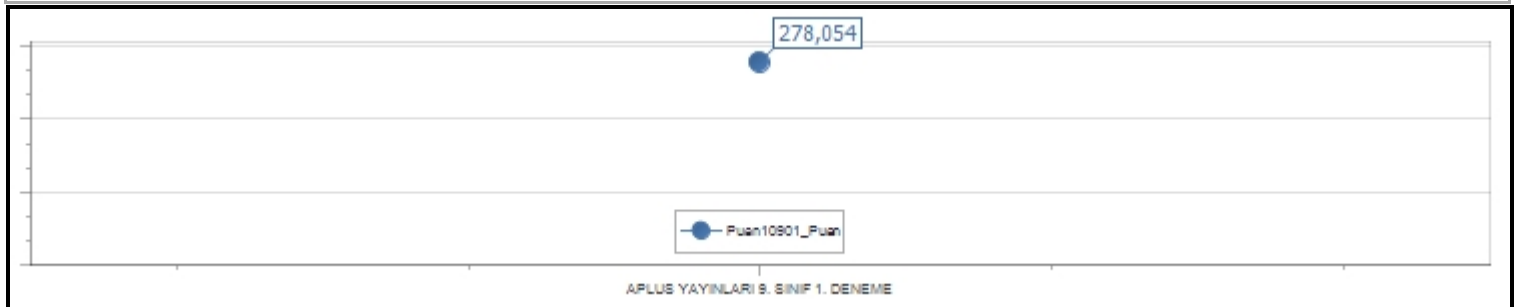 278,054
Puan10901_Puan
APLUS YAYINLARI 9. SINIF 1. DENEME